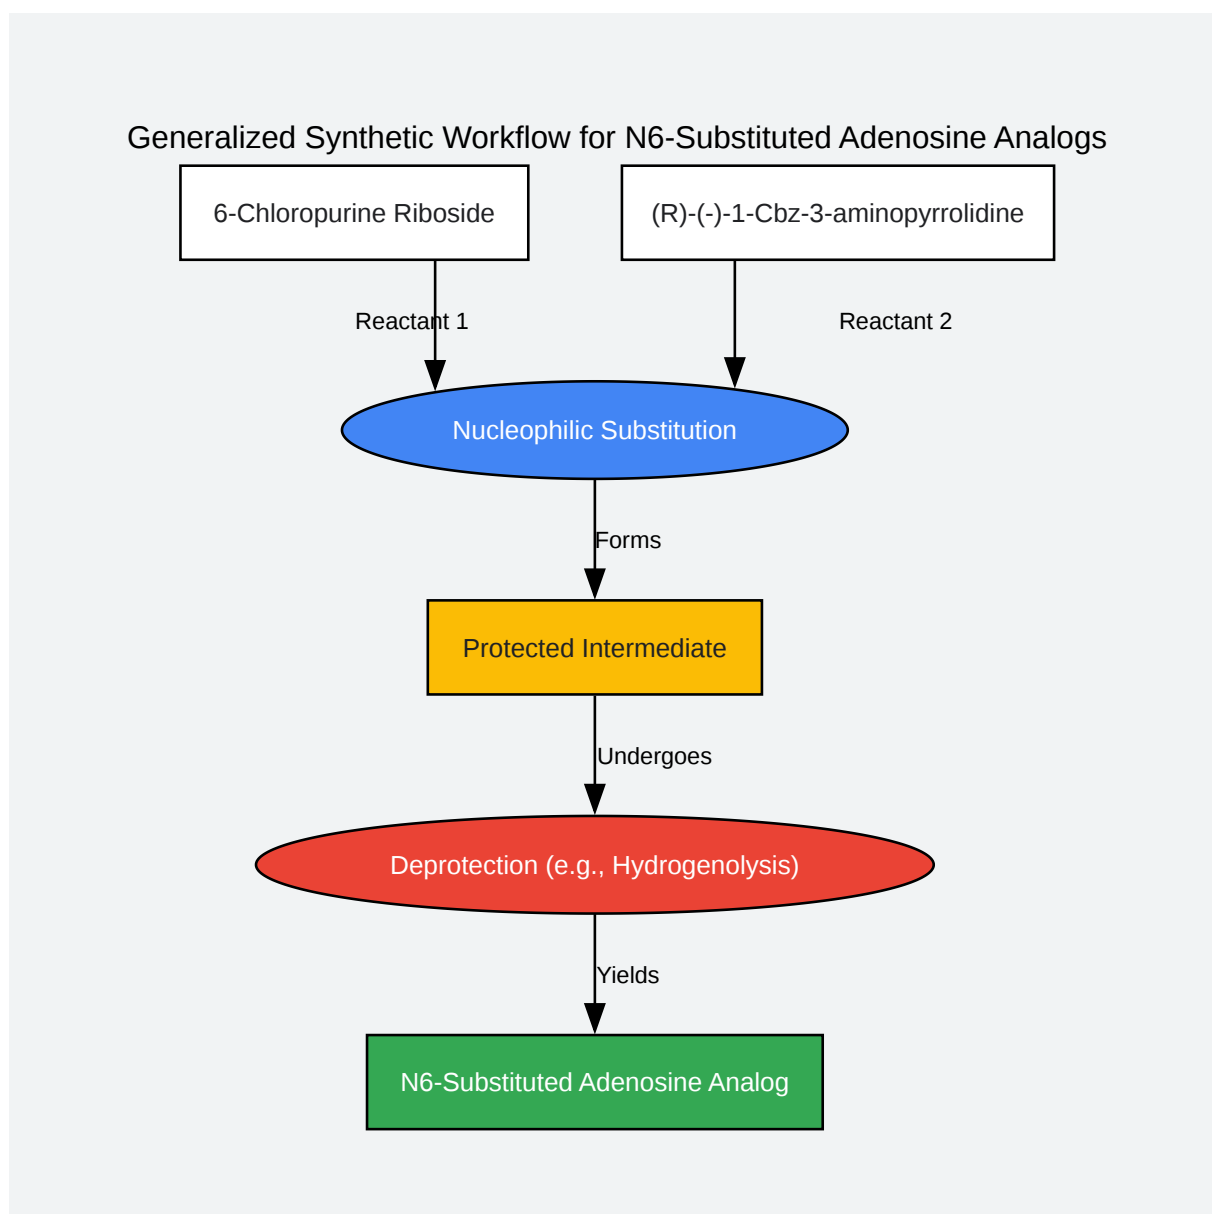 Generalized Synthetic Workflow for N6-Substituted Adenosine Analogs
6-Chloropurine Riboside
(R)-(-)-1-Cbz-3-aminopyrrolidine
Reactant 1
Reactant 2
Nucleophilic Substitution
Forms
Protected Intermediate
Undergoes
Deprotection (e.g., Hydrogenolysis)
Yields
N6-Substituted Adenosine Analog